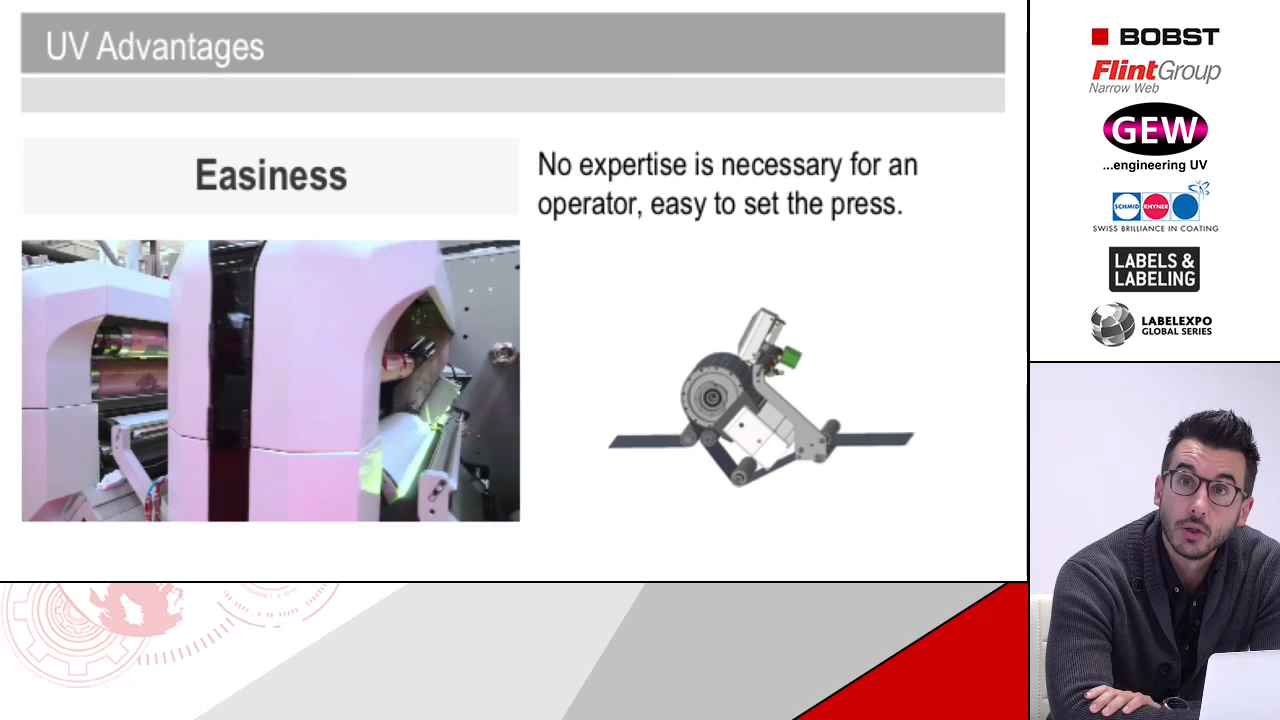 UV Advantages
Easiness
No expertise is necessary for an
operator, easy to set the press.
BOBST
FlintGroup
Narrow Web
GEW
...engineering UV
SCHMID
RHYNER
SWISS BRILLIANCE IN COATING
LABELS &
LABELING
LABELEXPO
GLOBAL SERIES